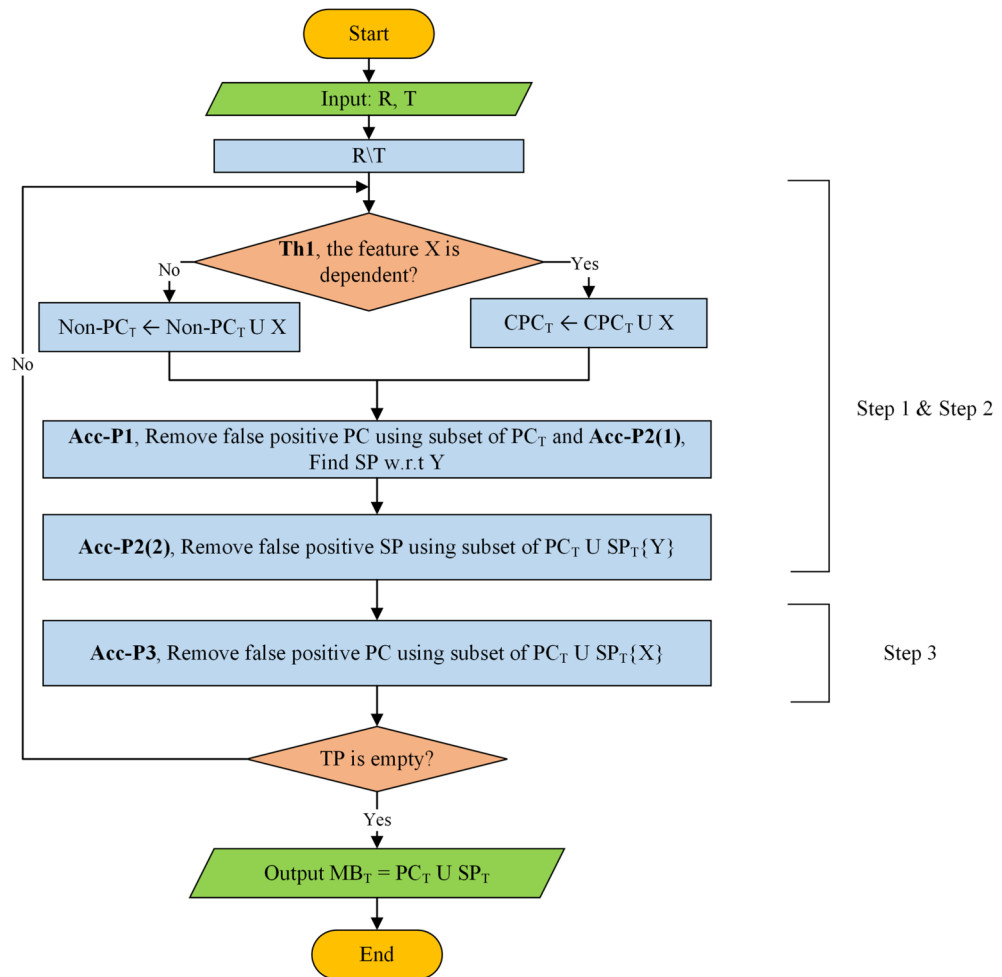 Start
Input: R, T
R\T
Th1, the feature X is
dependent?
No
Yes
Non-PC_T ← Non-PC_T U X
CPC_T ← CPC_T U X
No
Acc-P1, Remove false positive PC using subset of PC_T and Acc-P2(1),
Find SP w.r.t Y
Step 1 & Step 2
Acc-P2(2), Remove false positive SP using subset of PC_T U SP_T{Y}
Acc-P3, Remove false positive PC using subset of PC_T U SP_T{X}
Step 3
TP is empty?
Yes
Output MB_T = PC_T U SP_T
End